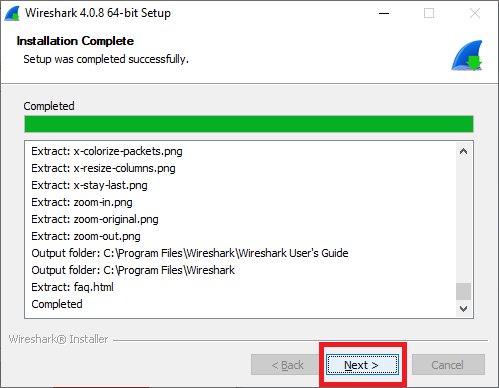 Wireshark 4.0.8 64-bit Setup
Installation Complete
Setup was completed successfully.
Completed
Extract: x-colorize-packets.png
Extract: x-resize-columns.png
Extract: x-stay-last.png
Extract: zoom-in.png
Extract: zoom-original.png
Extract: zoom-out.png
Output folder: C:\Program Files\Wireshark\Wireshark User's Guide
Output folder: C:\Program Files\Wireshark
Extract: faq.html
Completed
Wireshark® Installer
< Back Next > Cancel